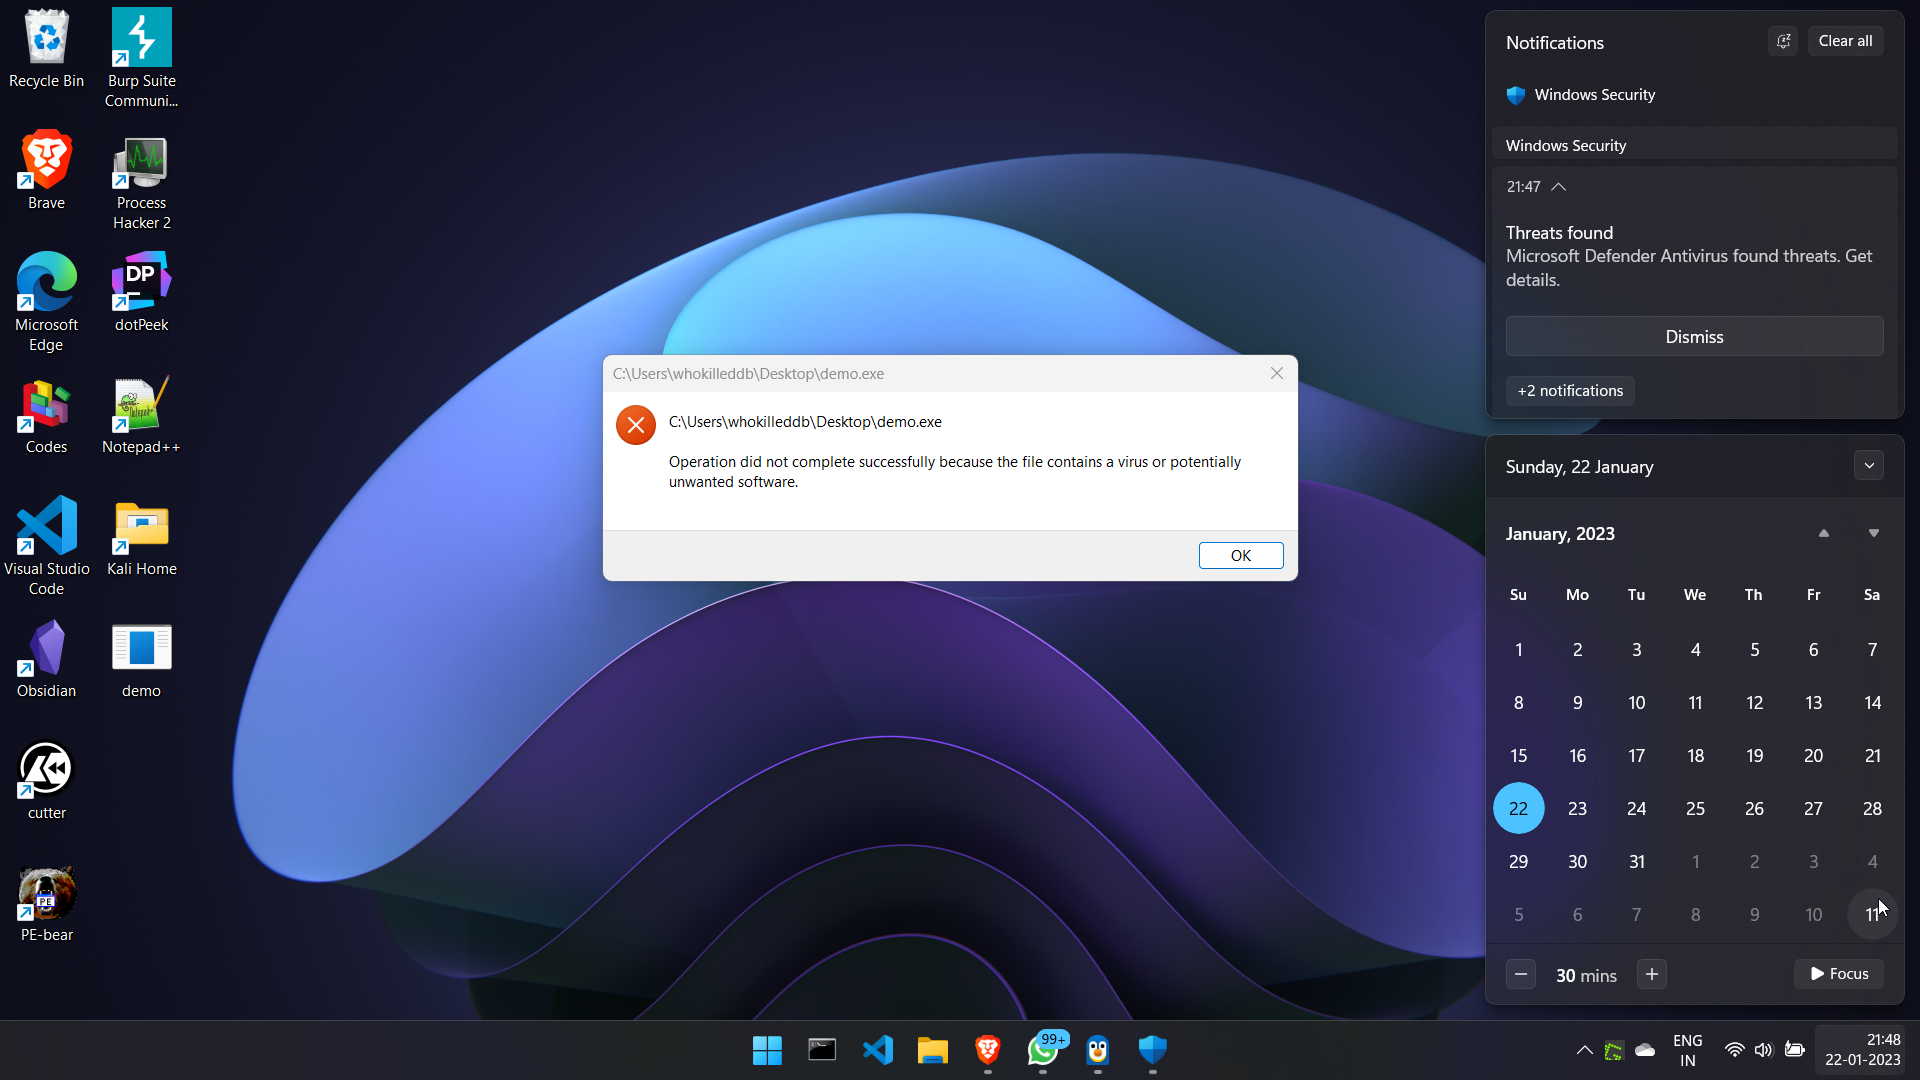 Recycle Bin
Burp Suite
Communi...
Brave
Process
Hacker 2
Microsoft
Edge
DP
dotPeek
Codes
Notepad++
Visual Studio
Code
Kali Home
Obsidian
demo
cutter
PE
PE-bear
C:\Users\whokilleddb\Desktop\demo.exe
C:\Users\whokilleddb\Desktop\demo.exe
Operation did not complete successfully because the file contains a virus or potentially
unwanted software.
OK
Notifications
Clear all
Windows Security
Windows Security
21:47
Threats found
Microsoft Defender Antivirus found threats. Get
details.
Dismiss
+2 notifications
Sunday, 22 January
January, 2023
Su Mo Tu We Th Fr Sa
1 2 3 4 5 6 7
8 9 10 11 12 13 14
15 16 17 18 19 20 21
22 23 24 25 26 27 28
29 30 31 1 2 3 4
5 6 7 8 9 10 11
30 mins
Focus
99+
ENG
IN
21:48
22-01-2023